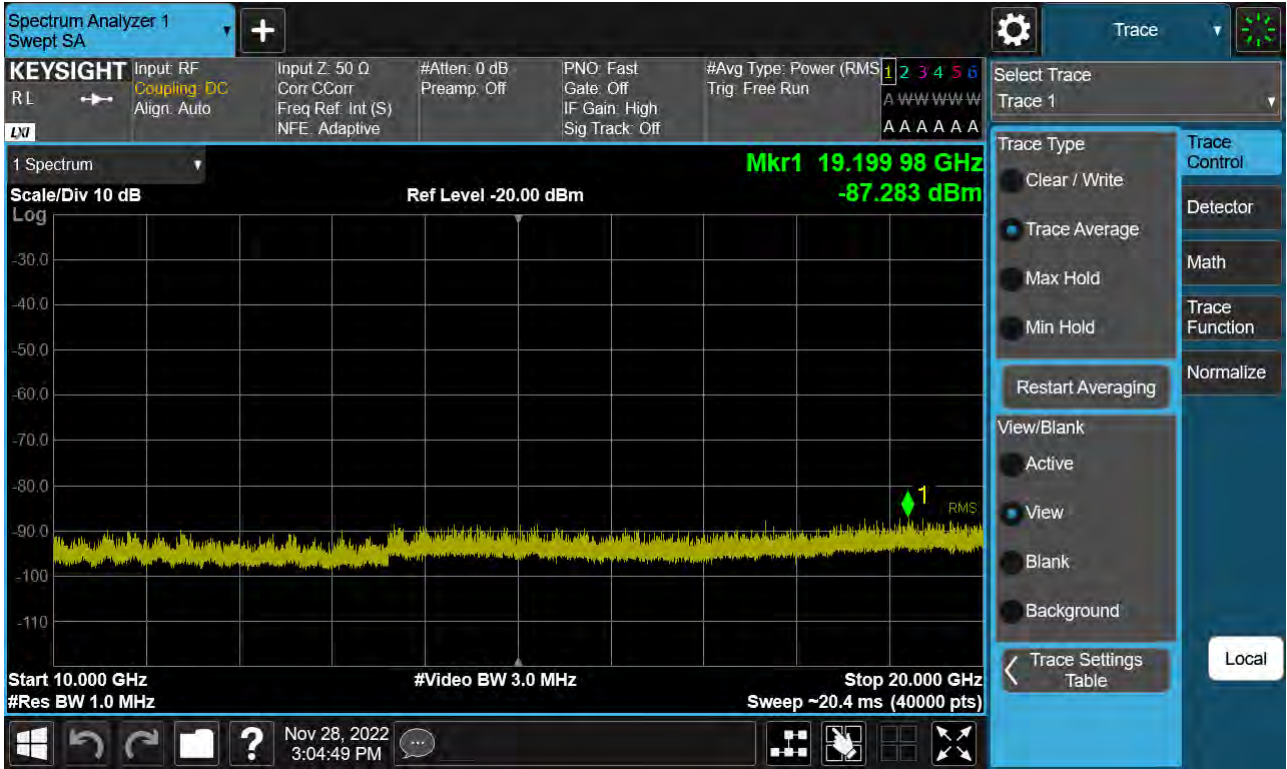 Spectrum Analyzer 1
Swept SA
Trace
KEYSIGHT
R L
LXI
Input: RF
Coupling: DC
Align: Auto
Input Z: 50 Ω
Corr CCorr
Freq Ref: Int (S)
NFE: Adaptive
#Atten: 0 dB
Preamp: Off
PNO: Fast
Gate: Off
IF Gain: High
Sig Track: Off
#Avg Type: Power (RMS
Trig: Free Run
1 2 3 4 5 6
A W W W W W
A A A A A A
Select Trace
Trace 1
1 Spectrum
Scale/Div 10 dB
Ref Level -20.00 dBm
Mkr1 19.199 98 GHz
-87.283 dBm
Log
-30.0
-40.0
-50.0
-60.0
-70.0
-80.0
-90.0
-100
-110
1
RMS
Start 10.000 GHz
#Res BW 1.0 MHz
#Video BW 3.0 MHz
Stop 20.000 GHz
Sweep ~20.4 ms (40000 pts)
Trace Type
Clear / Write
Trace Average
Max Hold
Min Hold
Restart Averaging
View/Blank
Active
View
Blank
Background
Trace Settings
Table
Trace
Control
Detector
Math
Trace
Function
Normalize
Local
?
Nov 28, 2022
3:04:49 PM